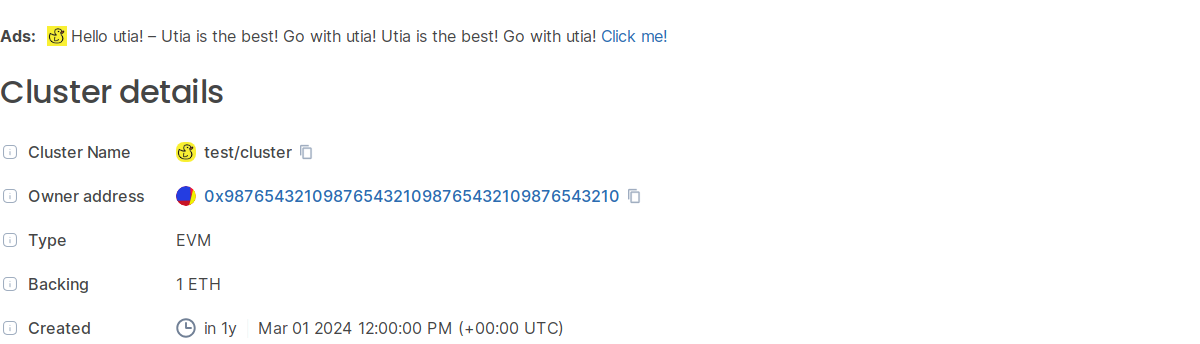 Ads: Hello utia! – Utia is the best! Go with utia! Utia is the best! Go with utia! Click me!
Cluster details
Cluster Name test/cluster
Owner address 0x9876543210987654321098765432109876543210
Type EVM
Backing 1 ETH
Created in 1y Mar 01 2024 12:00:00 PM (+00:00 UTC)